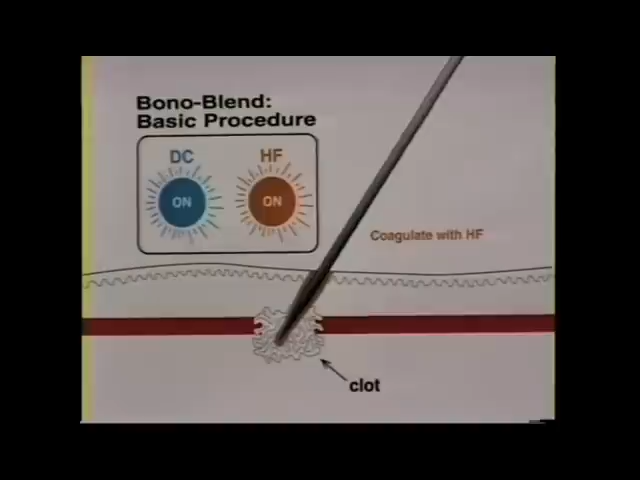 Bono-Blend:
Basic Procedure
DC HF
ON ON
Coagulate with HF
clot